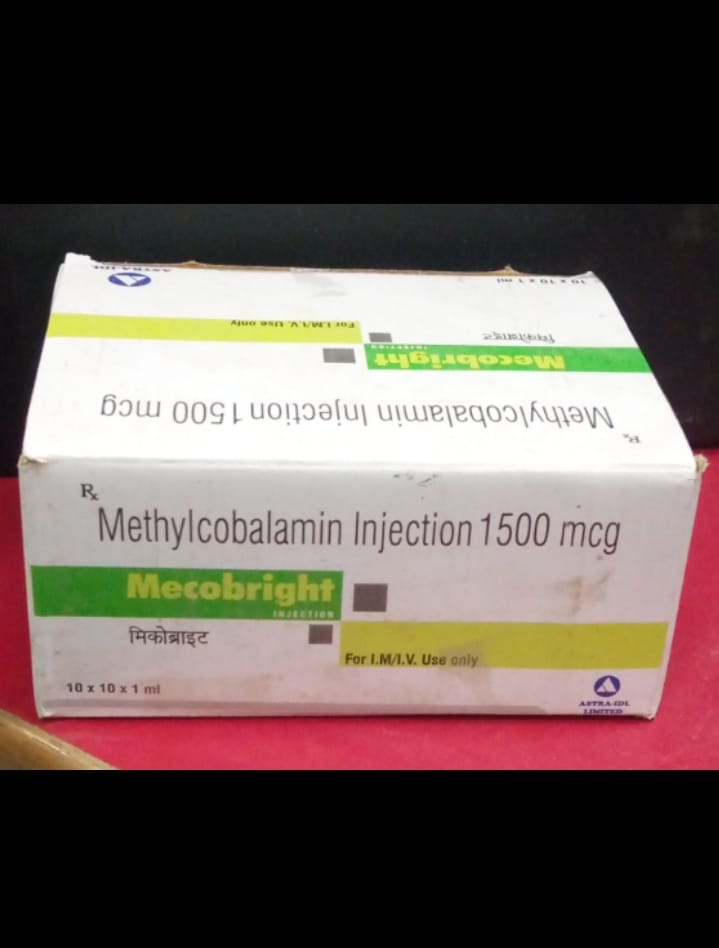 ASTRA-IDL
10 x 10 x 1 ml
For I.M/I.V. Use only
मिकोब्राइट
Mecobright
INJECTION
Methylcobalamin Injection 1500 mcg
Rx
Rx
Methylcobalamin Injection 1500 mcg
Mecobright
INJECTION
मिकोब्राइट
For I.M/I.V. Use only
10 x 10 x 1 ml
ASTRA-IDL
LIMITED